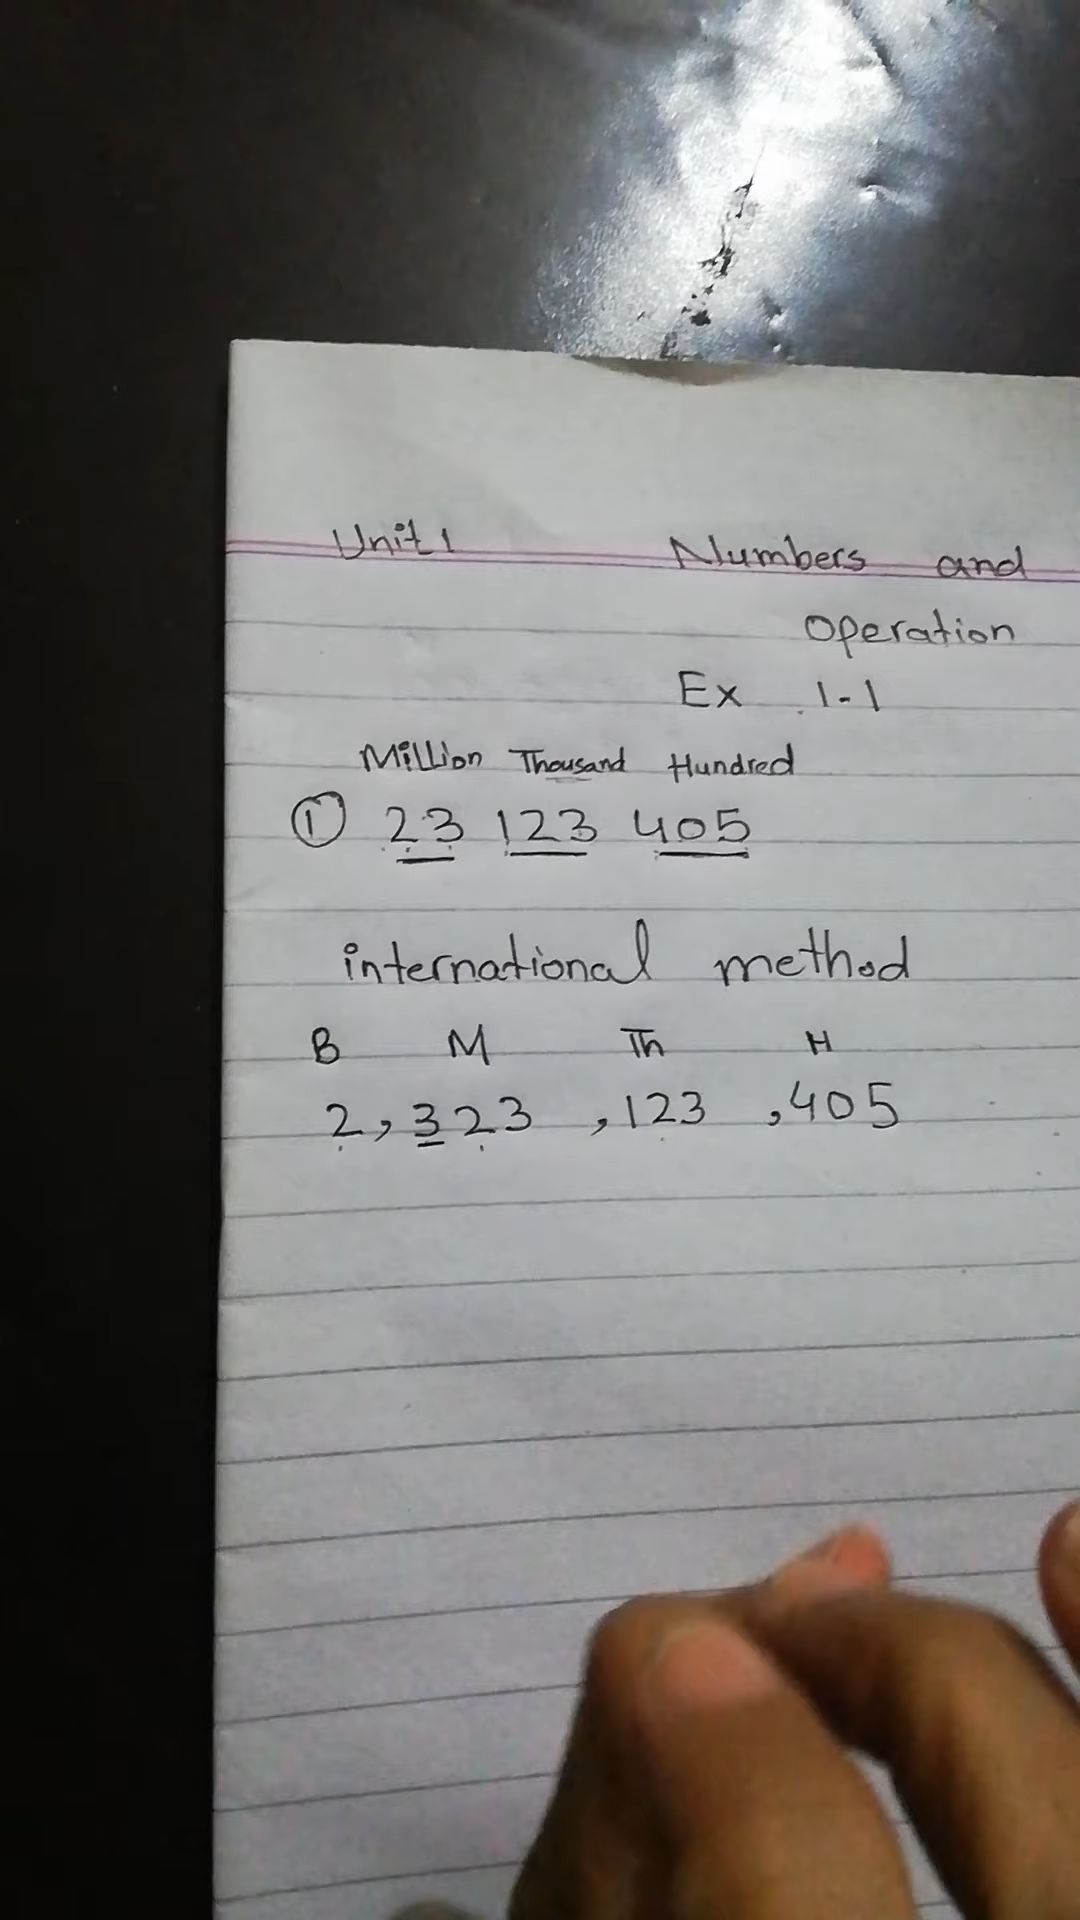 Unit 1 Numbers and
Operation
Ex 1-1
Million Thousand Hundred
① 23 123 405
international method
B M Th H
2, 323 ,123 ,405